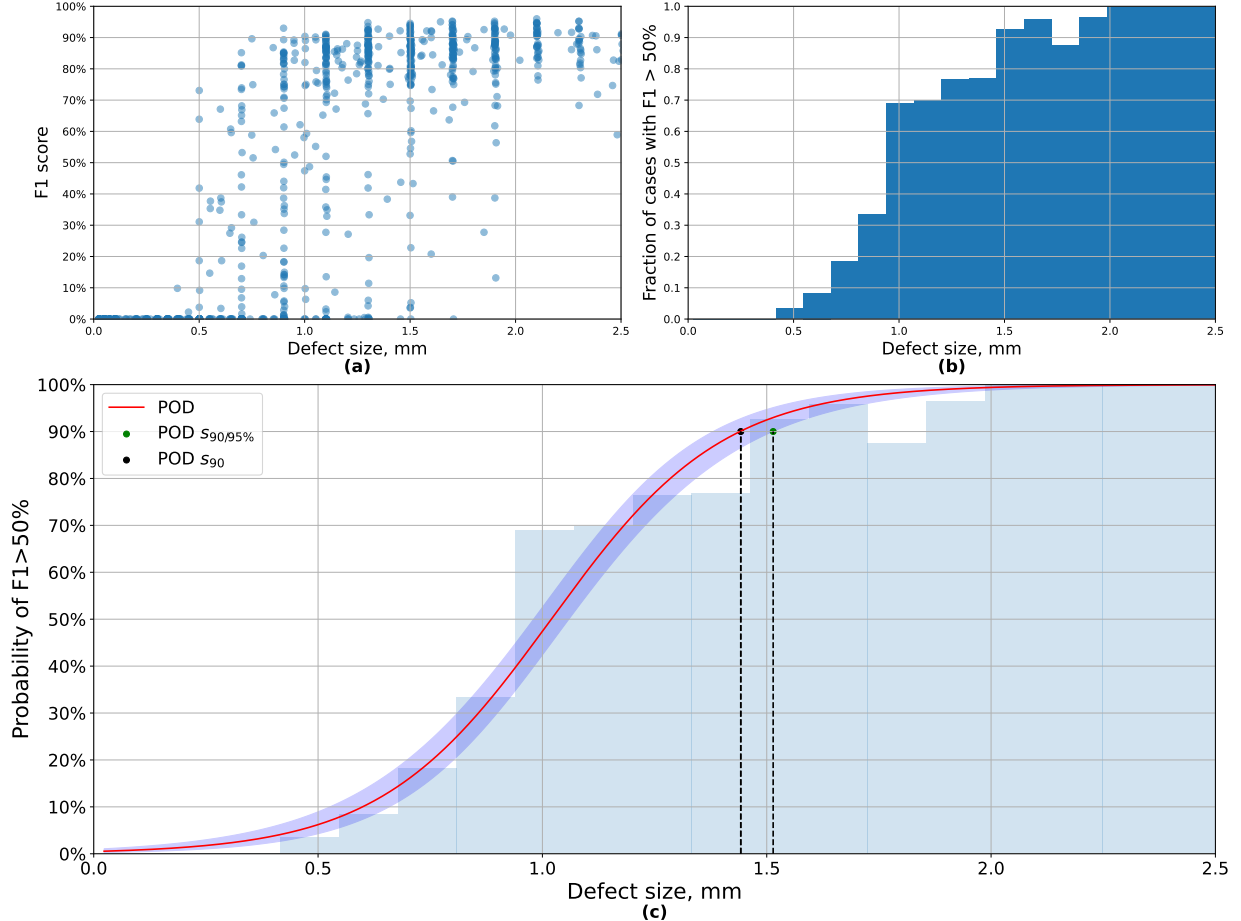 100%
90%
80%
70%
60%
50%
40%
30%
20%
10%
0%
F1 score
0.0 0.5 1.0 1.5 2.0 2.5
Defect size, mm
(a)
1.0
0.9
0.8
0.7
0.6
0.5
0.4
0.3
0.2
0.1
0.0
Fraction of cases with F1 > 50%
0.0 0.5 1.0 1.5 2.0 2.5
Defect size, mm
(b)
100%
90%
80%
70%
60%
50%
40%
30%
20%
10%
0%
Probability of F1>50%
POD
POD s90/95%
POD s90
0.0 0.5 1.0 1.5 2.0 2.5
Defect size, mm
(c)